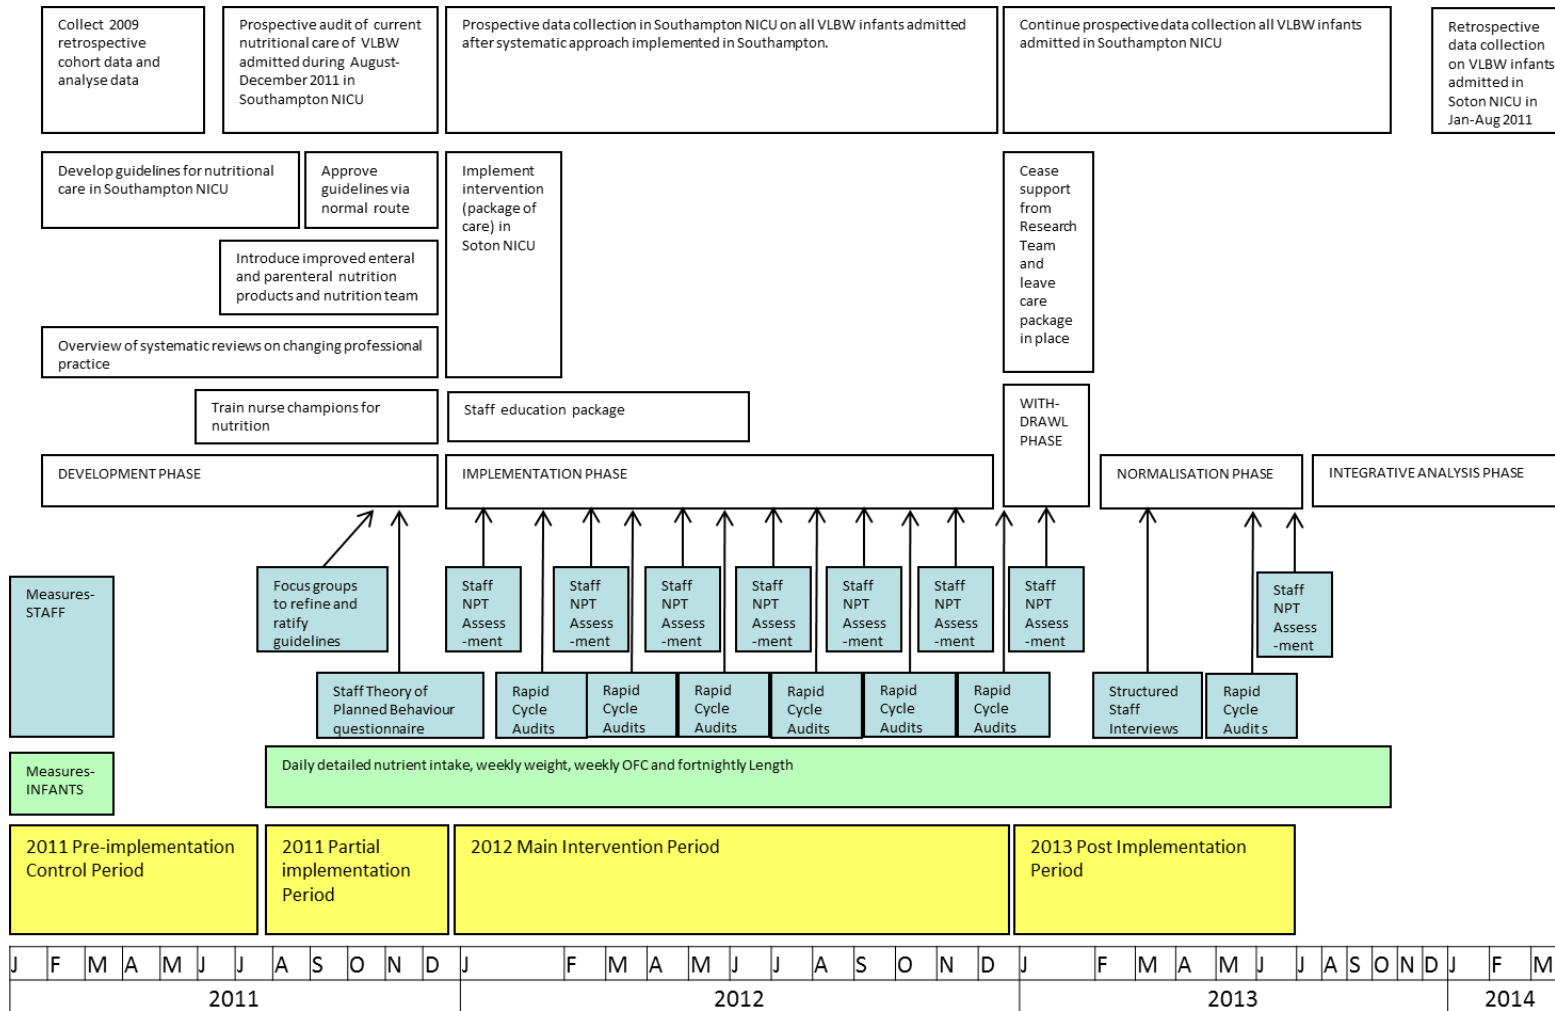 Collect 2009
retrospective
cohort data and
analyse data
Prospective audit of current
nutritional care of VLBW
admitted during August-
December 2011 in
Southampton NICU
Prospective data collection in Southampton NICU on all VLBW infants admitted
after systematic approach implemented in Southampton.
Continue prospective data collection all VLBW infants
admitted in Southampton NICU
Retrospective
data collection
on VLBW infants
admitted in
Soton NICU in
Jan-Aug 2011
Develop guidelines for nutritional
care in Southampton NICU
Approve
guidelines via
normal route
Implement
intervention
(package of
care) in
Soton NICU
Cease
support
from
Research
Team
and
leave
care
package
in place
Introduce improved enteral
and parenteral nutrition
products and nutrition team
Overview of systematic reviews on changing professional
practice
Train nurse champions for
nutrition
Staff education package
WITH-
DRAWL
PHASE
DEVELOPMENT PHASE
IMPLEMENTATION PHASE
NORMALISATION PHASE
INTEGRATIVE ANALYSIS PHASE
Measures-
STAFF
Focus groups
to refine and
ratify
guidelines
Staff
NPT
Assess
-ment
Staff
NPT
Assess
-ment
Staff
NPT
Assess
-ment
Staff
NPT
Assess
-ment
Staff
NPT
Assess
-ment
Staff
NPT
Assess
-ment
Staff
NPT
Assess
-ment
Staff
NPT
Assess
-ment
Staff Theory of
Planned Behaviour
questionnaire
Rapid
Cycle
Audits
Rapid
Cycle
Audits
Rapid
Cycle
Audits
Rapid
Cycle
Audits
Rapid
Cycle
Audits
Rapid
Cycle
Audits
Structured
Staff
Interviews
Rapid
Cycle
Audits
Measures-
INFANTS
Daily detailed nutrient intake, weekly weight, weekly OFC and fortnightly Length
2011 Pre-implementation
Control Period
2011 Partial
implementation
Period
2012 Main Intervention Period
2013 Post Implementation
Period
J F M A M J J A S O N D J F M A M J J A S O N D J F M A M J J A S O N D J F M
2011 2012 2013 2014